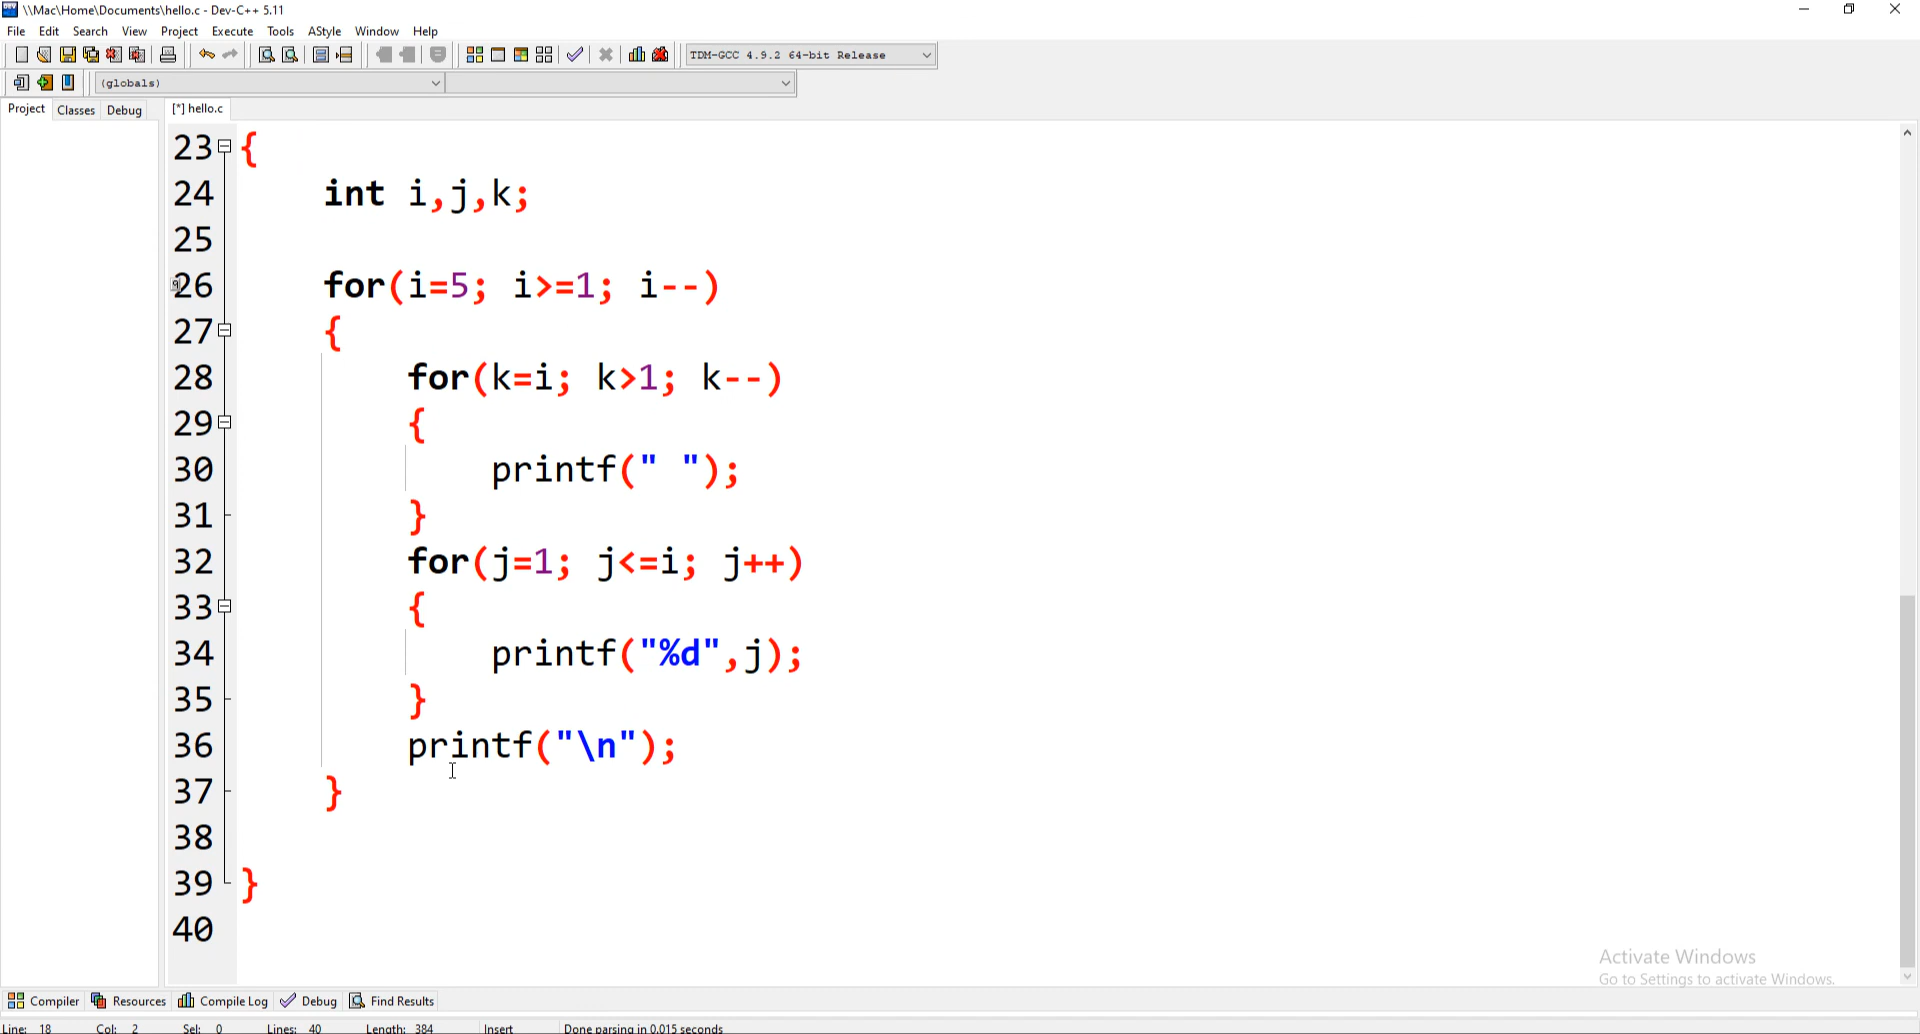 \\Mac\Home\Documents\hello.c - Dev-C++ 5.11
File Edit Search View Project Execute Tools AStyle Window Help
TDM-GCC 4.9.2 64-bit Release
(globals)
Project Classes Debug [*] hello.c
23 {
24 int i,j,k;
25
26 for(i=5; i>=1; i--)
27 {
28 for(k=i; k>1; k--)
29 {
30 printf(" ");
31 }
32 for(j=1; j<=i; j++)
33 {
34 printf("%d",j);
35 }
36 printf("\n");
37 }
38
39 }
40
Activate Windows
Go to Settings to activate Windows.
Compiler Resources Compile Log Debug Find Results
Line: 18 Col: 2 Sel: 0 Lines: 40 Length: 384 Insert Done parsing in 0.015 seconds